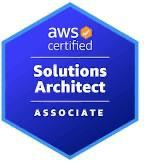 aws
certified
Solutions
Architect
ASSOCIATE